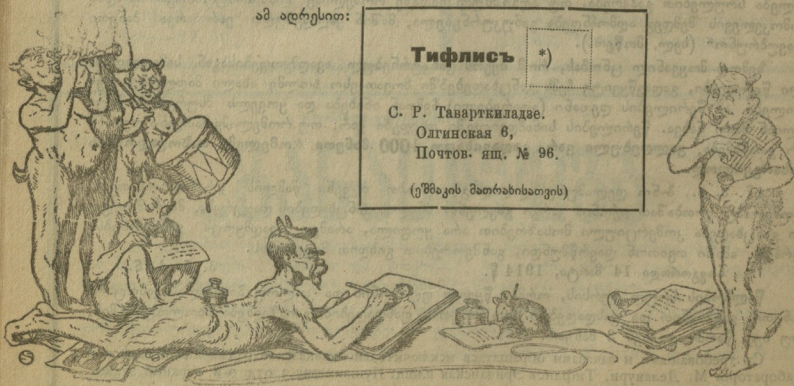 ამ ადრესით:
Тифлисъ *)
С. Р. Таварткиладзе.
Олгинская 6,
Почтов. ящ. № 96.
(ეშმაკის მათრახისათვის)